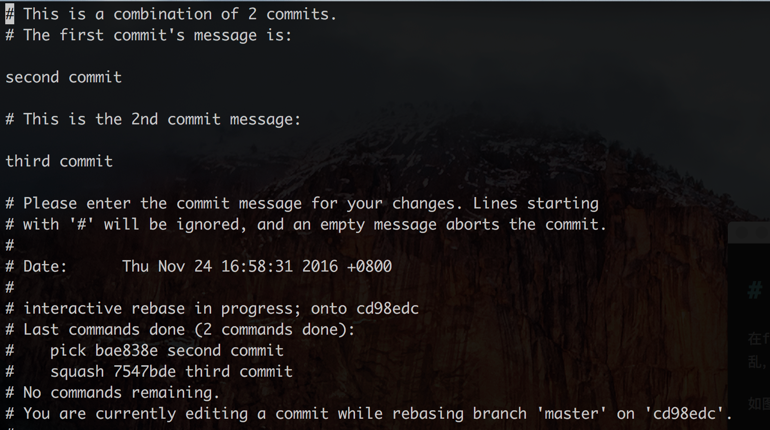 # This is a combination of 2 commits.
# The first commit's message is:
second commit
# This is the 2nd commit message:
third commit
# Please enter the commit message for your changes. Lines starting
# with '#' will be ignored, and an empty message aborts the commit.
#
# Date:      Thu Nov 24 16:58:31 2016 +0800
#
# interactive rebase in progress; onto cd98edc
# Last commands done (2 commands done):
#    pick bae838e second commit
#    squash 7547bde third commit
# No commands remaining.
# You are currently editing a commit while rebasing branch 'master' on 'cd98edc'.
#
#
在f
乱,